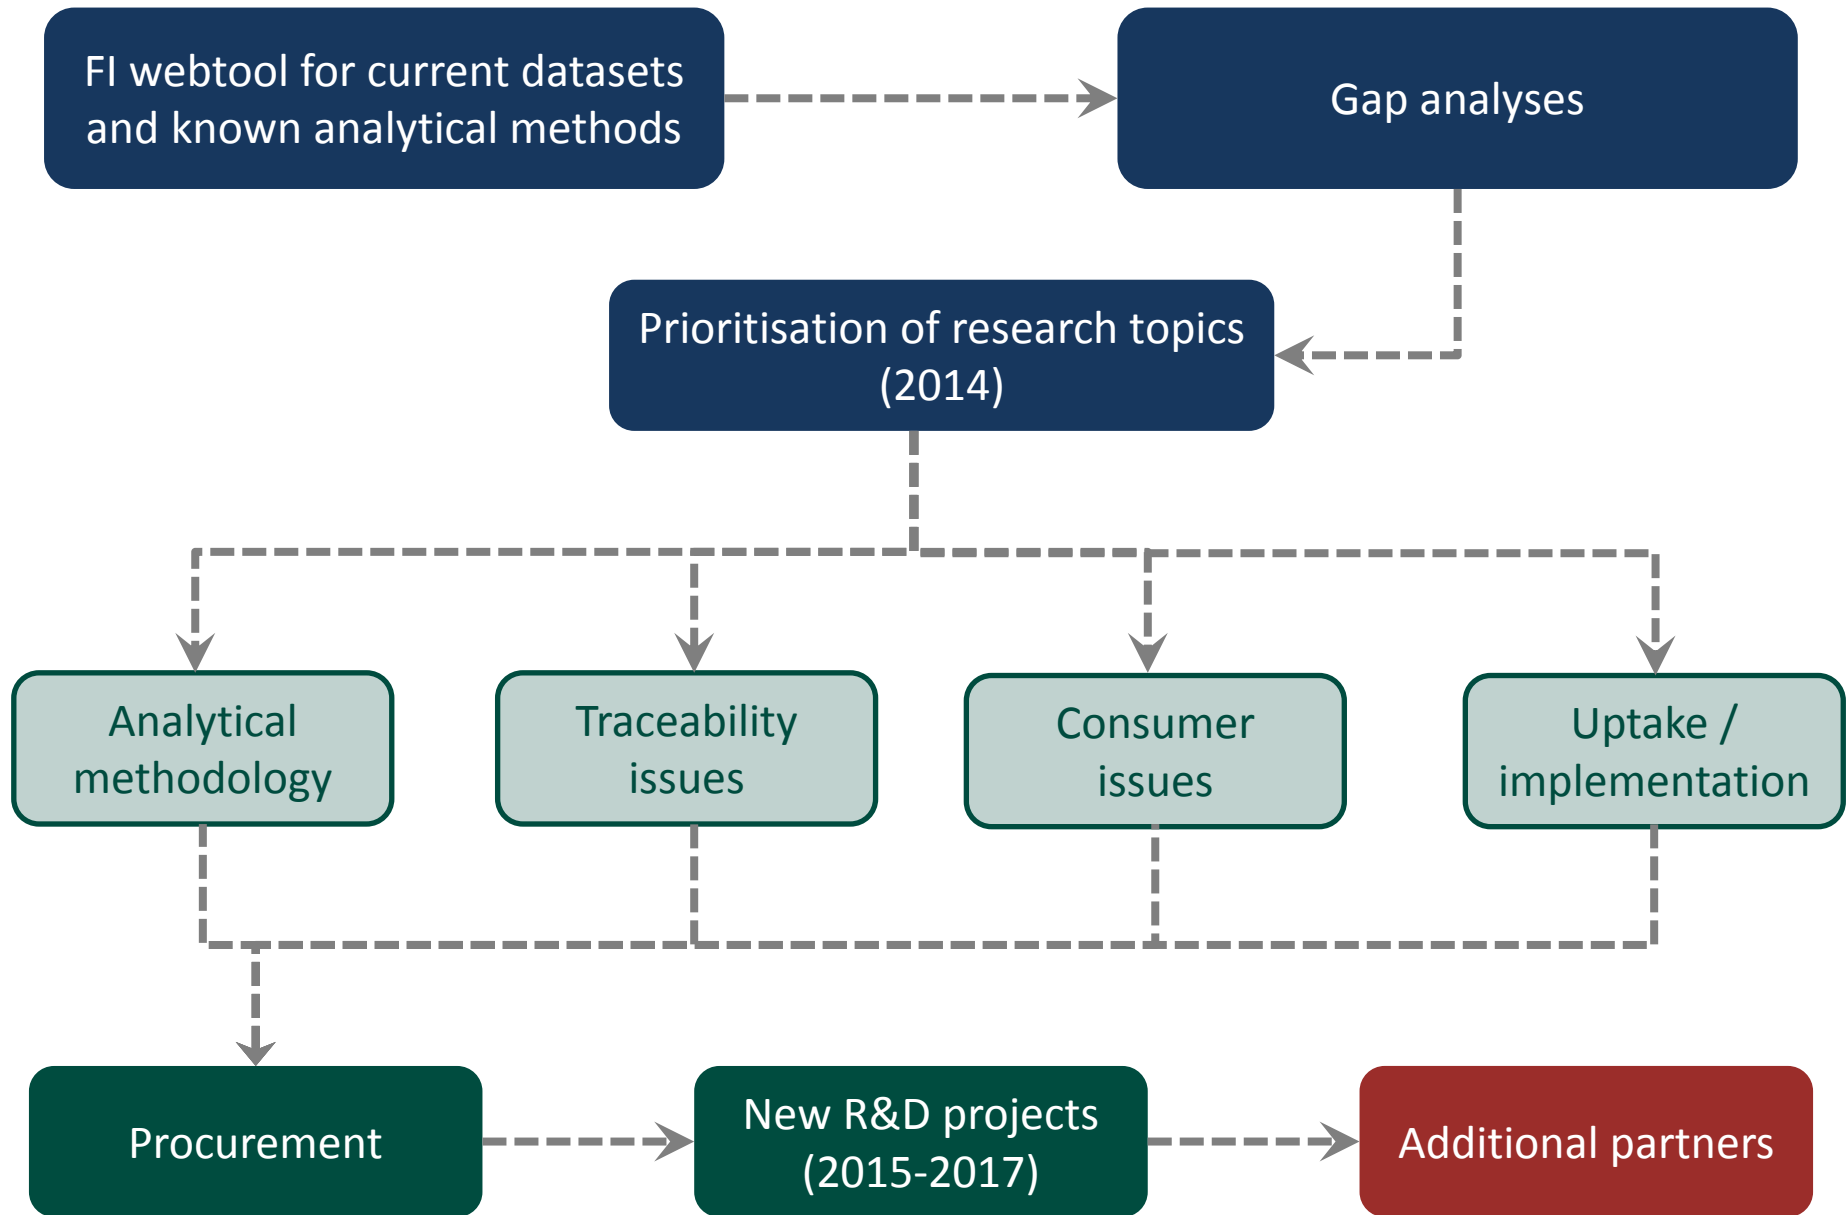 FI webtool for current datasets
and known analytical methods
Gap analyses
Prioritisation of research topics
(2014)
Analytical
methodology
Traceability
issues
Consumer
issues
Uptake /
implementation
Procurement
New R&D projects
(2015-2017)
Additional partners